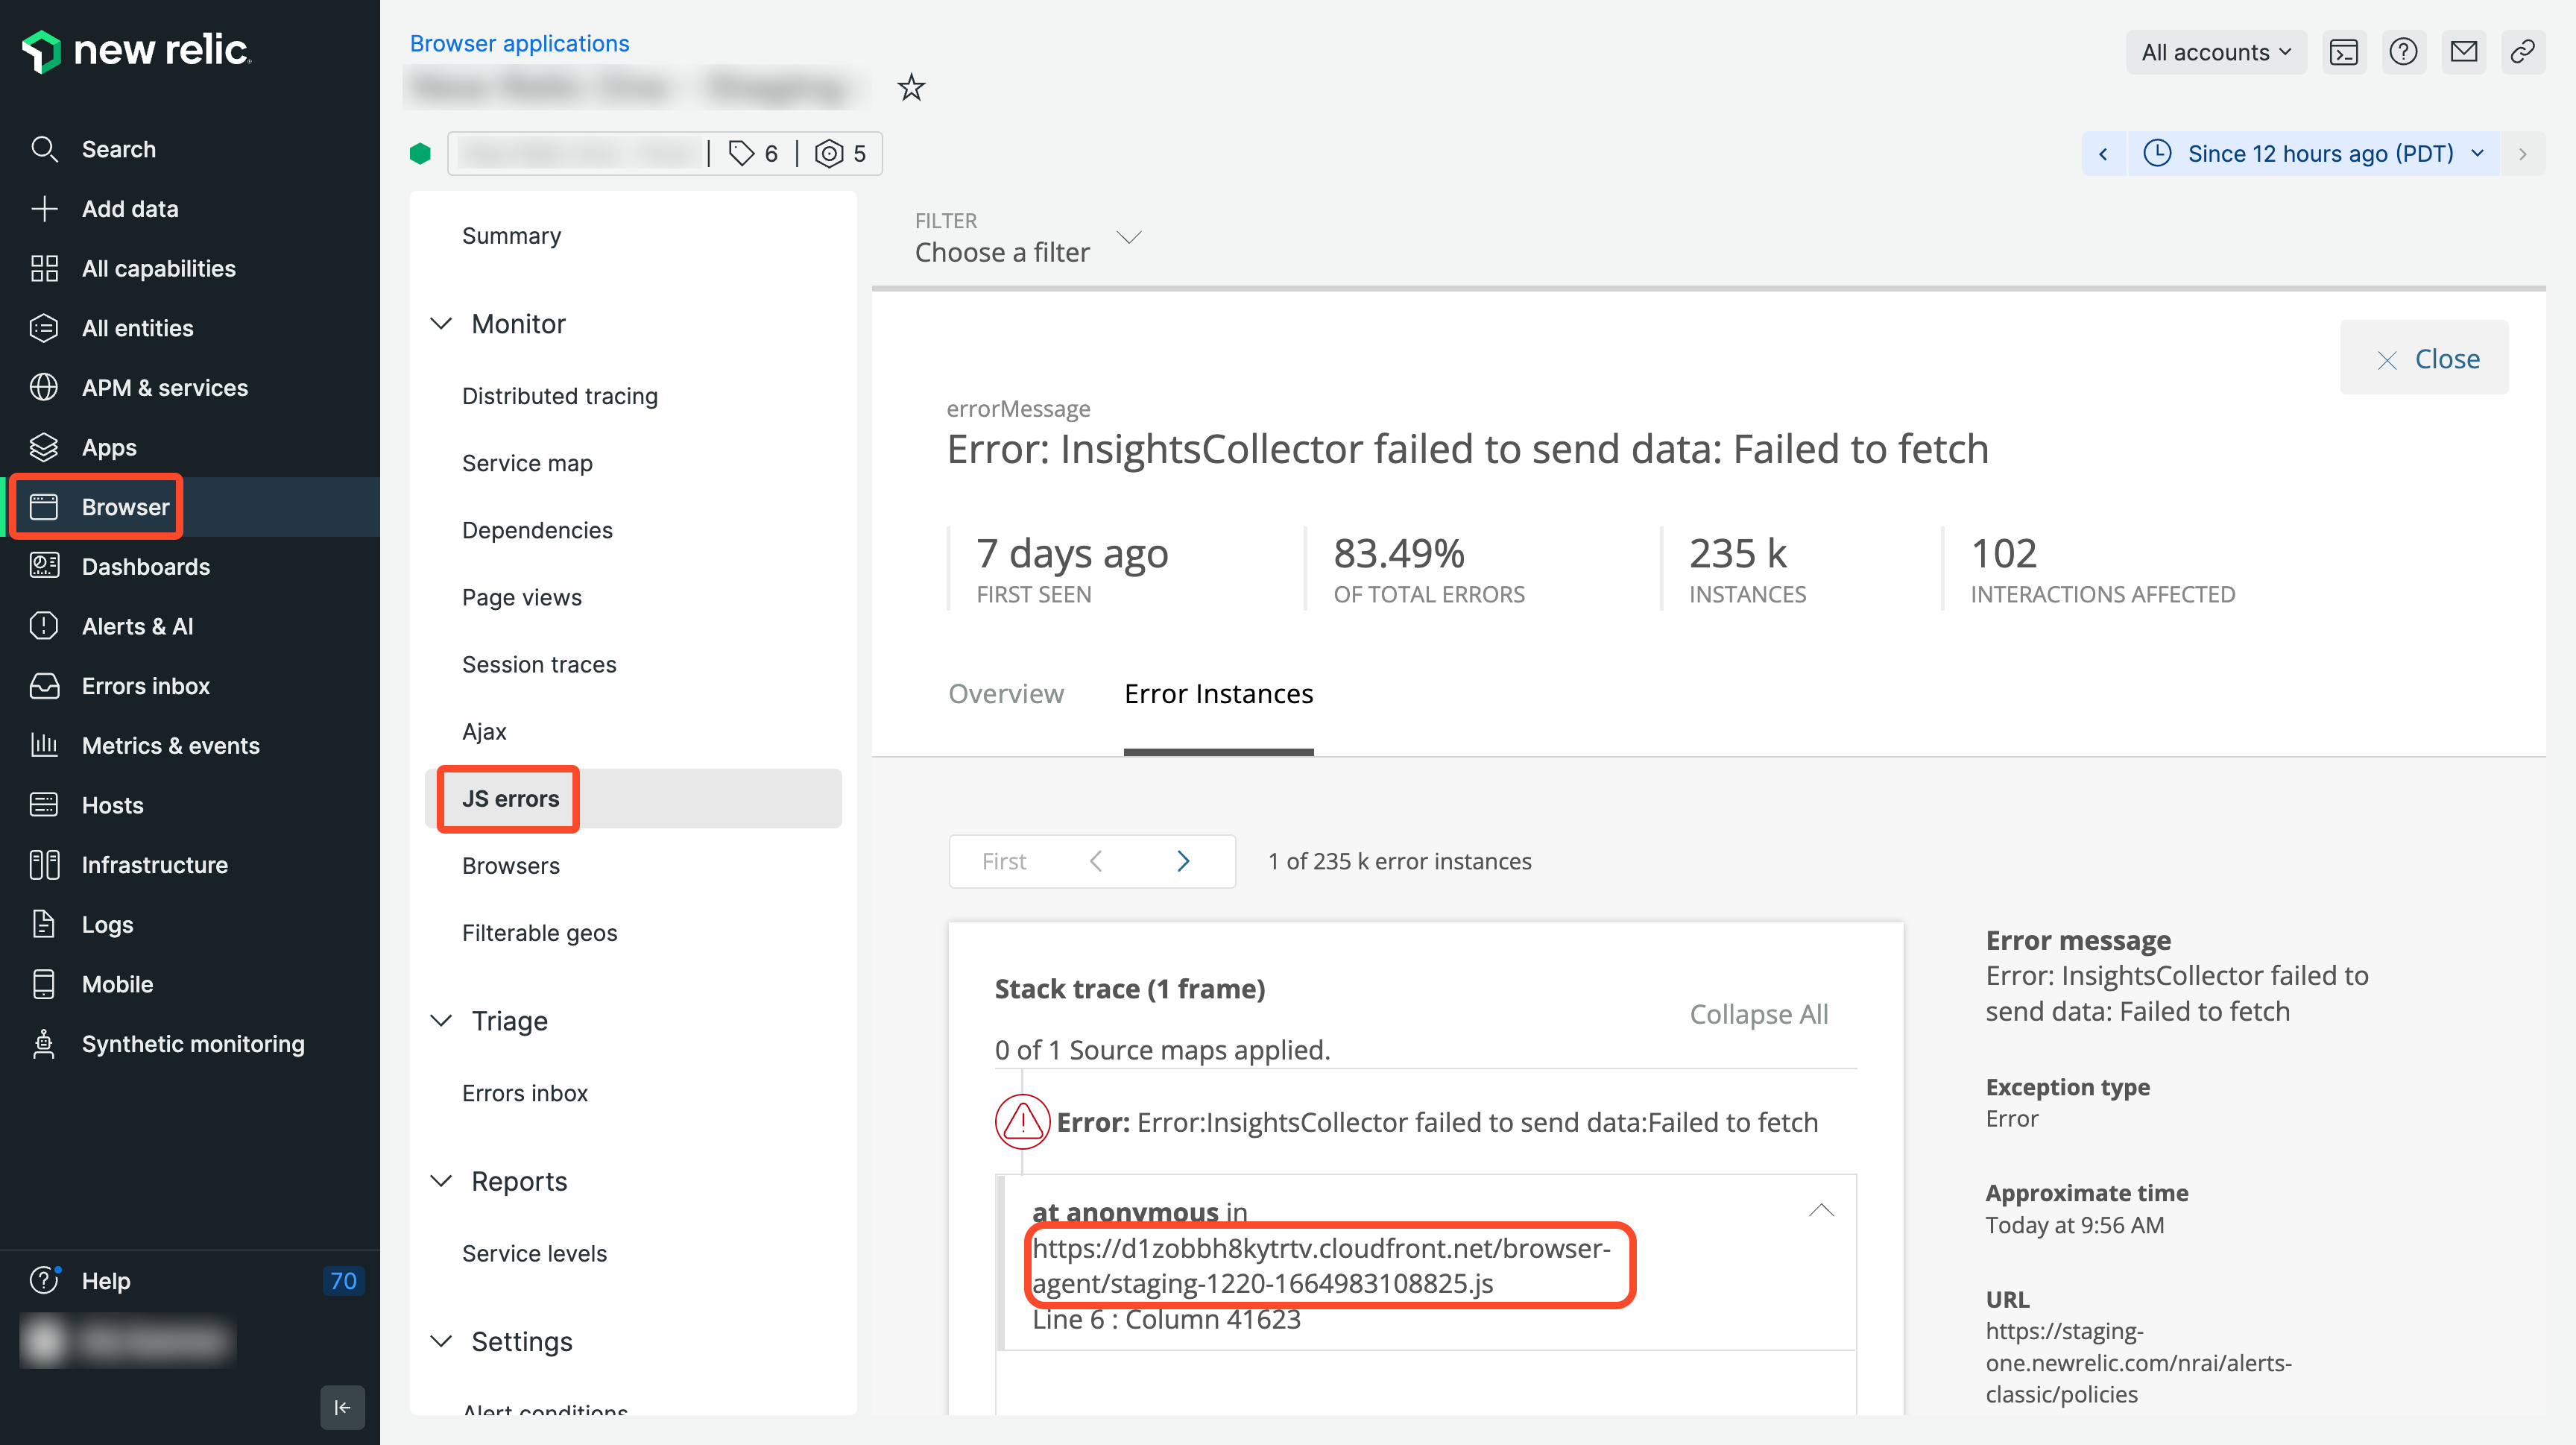 new relic
Search
Add data
All capabilities
All entities
APM & services
Apps
Browser
Dashboards
Alerts & AI
Errors inbox
Metrics & events
Hosts
Infrastructure
Logs
Mobile
Synthetic monitoring
Help 70
Browser applications
All accounts
6 | 5
Since 12 hours ago (PDT)
Summary
Monitor
Distributed tracing
Service map
Dependencies
Page views
Session traces
Ajax
JS errors
Browsers
Filterable geos
Triage
Errors inbox
Reports
Service levels
Settings
Alert conditions
FILTER
Choose a filter
Close
errorMessage
Error: InsightsCollector failed to send data: Failed to fetch
7 days ago
FIRST SEEN
83.49%
OF TOTAL ERRORS
235 k
INSTANCES
102
INTERACTIONS AFFECTED
Overview
Error Instances
First
1 of 235 k error instances
Stack trace (1 frame)
Collapse All
0 of 1 Source maps applied.
Error: Error:InsightsCollector failed to send data:Failed to fetch
at anonymous in
https://d1zobbh8kytrtv.cloudfront.net/browser-
agent/staging-1220-1664983108825.js
Line 6 : Column 41623
Error message
Error: InsightsCollector failed to
send data: Failed to fetch
Exception type
Error
Approximate time
Today at 9:56 AM
URL
https://staging-
one.newrelic.com/nrai/alerts-
classic/policies